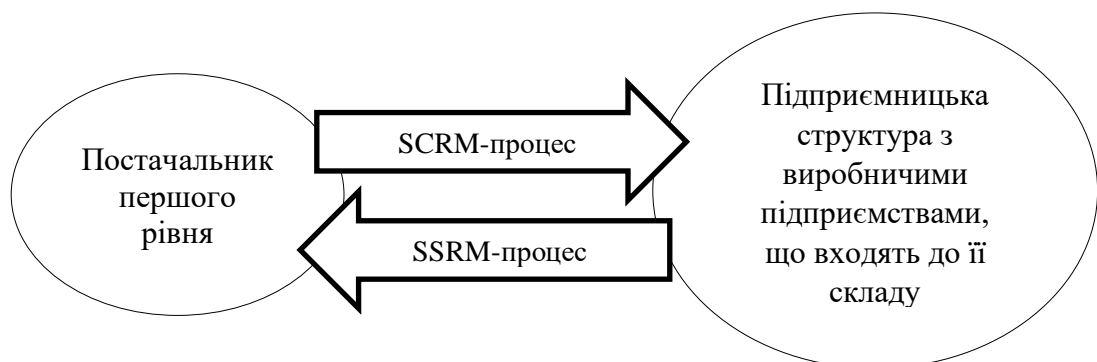 Постачальник
першого
рівня
SCRM-процес
SSRM-процес
Підприємницька
структура з
виробничими
підприємствами,
що входять до її
складу